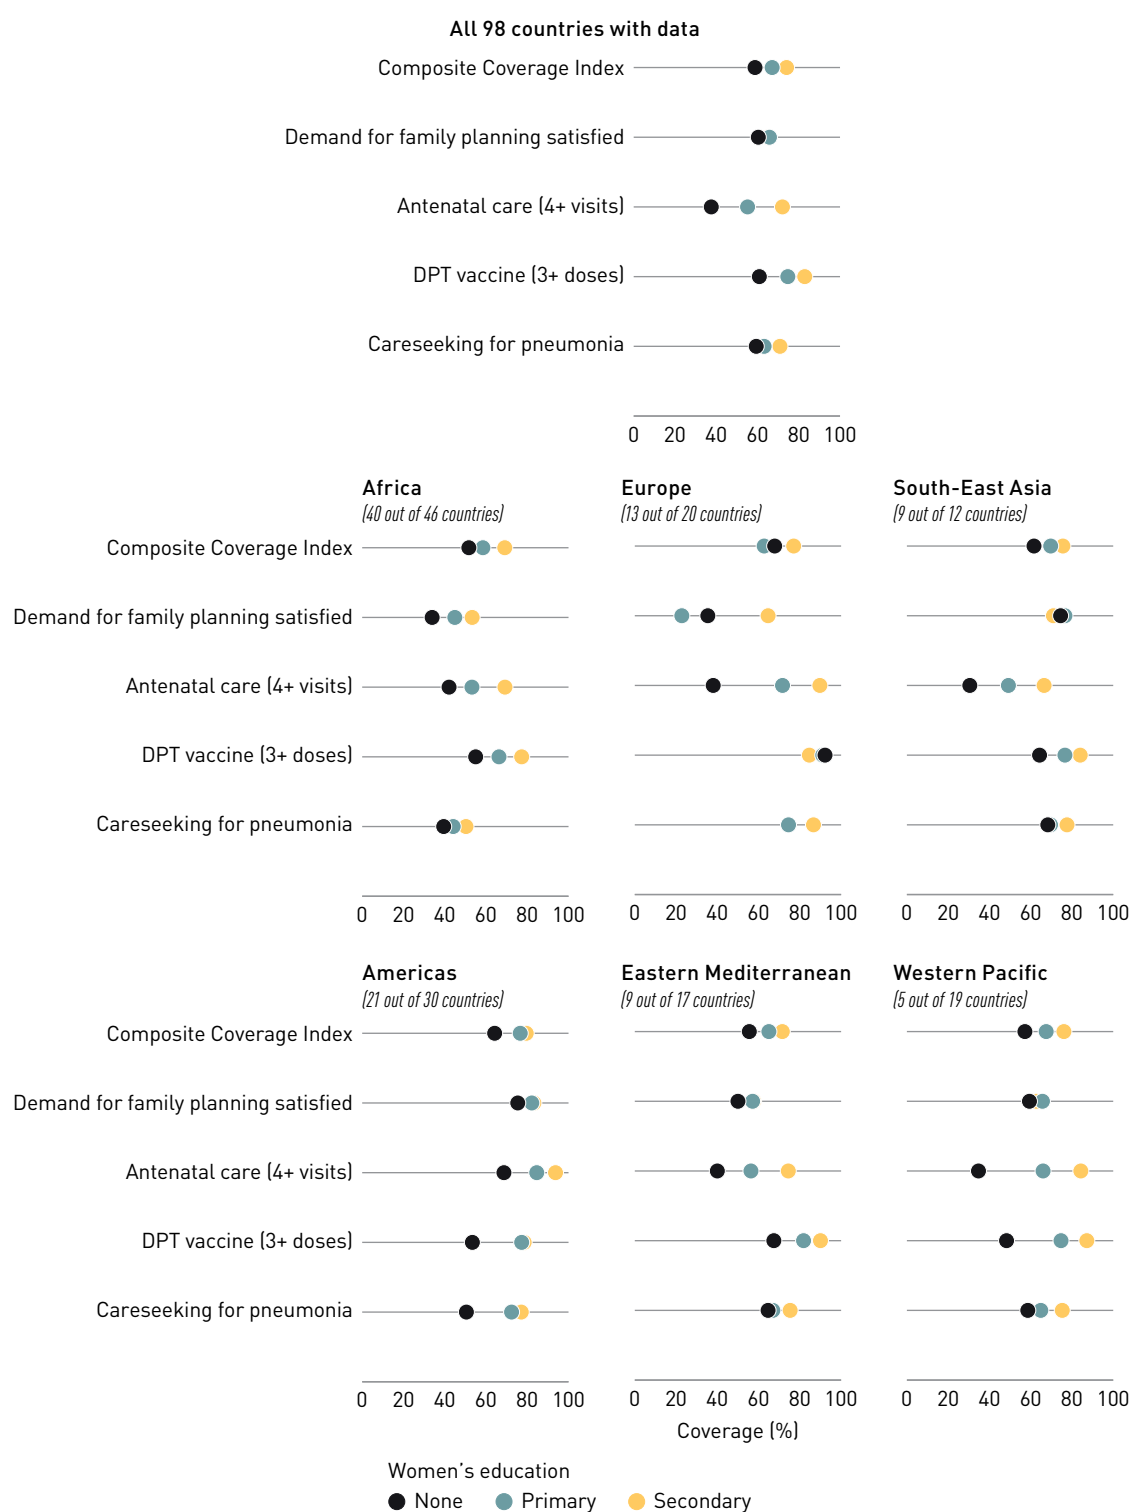 All 98 countries with data
Composite Coverage Index
Demand for family planning satisfied
Antenatal care (4+ visits)
DPT vaccine (3+ doses)
Careseeking for pneumonia
0 20 40 60 80 100
Africa
(40 out of 46 countries)
Europe
(13 out of 20 countries)
South-East Asia
(9 out of 12 countries)
Composite Coverage Index
Demand for family planning satisfied
Antenatal care (4+ visits)
DPT vaccine (3+ doses)
Careseeking for pneumonia
0 20 40 60 80 100
0 20 40 60 80 100
0 20 40 60 80 100
Americas
(21 out of 30 countries)
Eastern Mediterranean
(9 out of 17 countries)
Western Pacific
(5 out of 19 countries)
Composite Coverage Index
Demand for family planning satisfied
Antenatal care (4+ visits)
DPT vaccine (3+ doses)
Careseeking for pneumonia
0 20 40 60 80 100
0 20 40 60 80 100
0 20 40 60 80 100
Coverage (%)
Women's education
None Primary Secondary